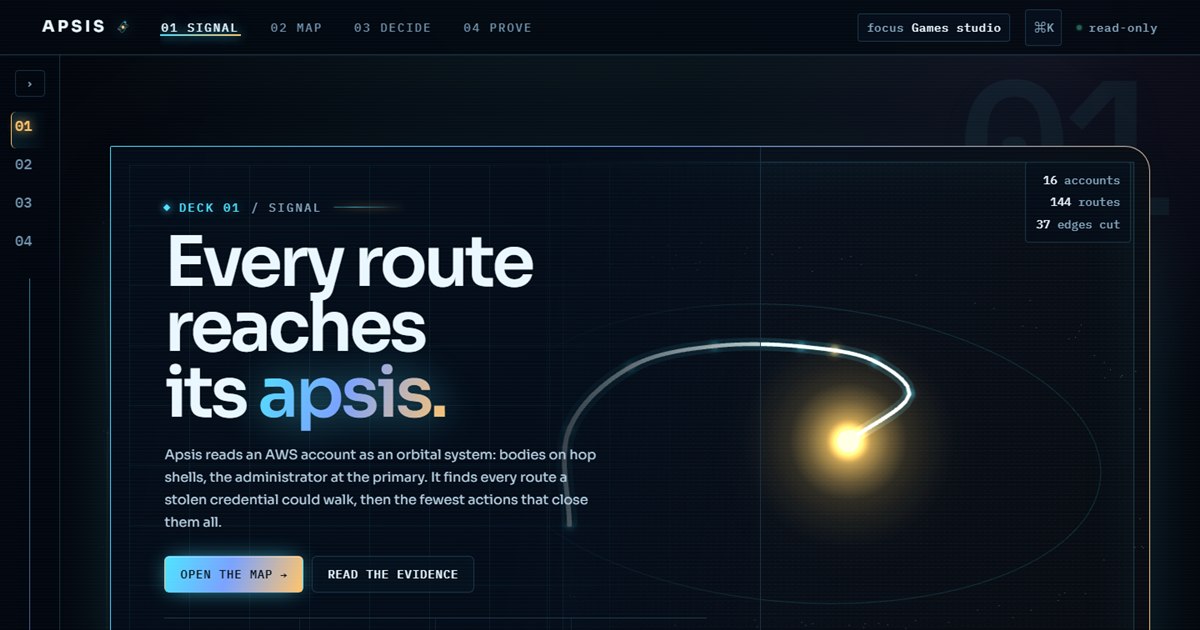 APSIS
01 SIGNAL
02 MAP
03 DECIDE
04 PROVE
focus Games studio
⌘K
read-only
›
01
02
03
04
01
16 accounts
144 routes
37 edges cut
DECK 01 / SIGNAL
Every route
reaches
its apsis.
Apsis reads an AWS account as an orbital system: bodies on hop
shells, the administrator at the primary. It finds every route a
stolen credential could walk, then the fewest actions that close
them all.
OPEN THE MAP →
READ THE EVIDENCE